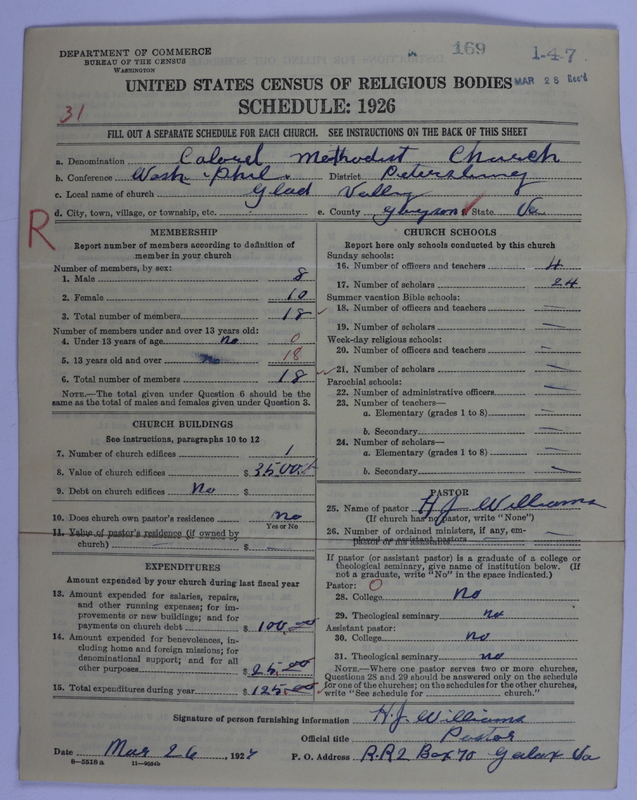 169
1-4-7
DEPARTMENT OF COMMERCE
BUREAU OF THE CENSUS
WASHINGTON
UNITED STATES CENSUS OF RELIGIOUS BODIES
MAR 28 Rec'd
SCHEDULE: 1926
31
FILL OUT A SEPARATE SCHEDULE FOR EACH CHURCH. SEE INSTRUCTIONS ON THE BACK OF THIS SHEET
a. Denomination Colored Methodist Church
b. Conference Wash & Phil. District Petersburg
c. Local name of church Glad Valley
d. City, town, village, or township, etc. e. County Grayson State Va
R
MEMBERSHIP
Report number of members according to definition of
member in your church
Number of members, by sex:
1. Male 8
2. Female 10
3. Total number of members 18
Number of members under and over 13 years old:
4. Under 13 years of age no 0
5. 13 years old and over no 18
6. Total number of members 18
NOTE.—The total given under Question 6 should be the
same as the total of males and females given under Question 3.
CHURCH BUILDINGS
See instructions, paragraphs 10 to 12
7. Number of church edifices 1
8. Value of church edifices $ 3500.
9. Debt on church edifices No $
10. Does church own pastor's residence no
Yes or No
11. Value of pastor's residence (if owned by
church) $
EXPENDITURES
Amount expended by your church during last fiscal year
13. Amount expended for salaries, repairs,
and other running expenses; for im-
provements or new buildings; and for
payments on church debt $ 100.00
14. Amount expended for benevolences, in-
cluding home and foreign missions; for
denominational support; and for all
other purposes $ 25.00
15. Total expenditures during year $ 125.00
CHURCH SCHOOLS
Report here only schools conducted by this church
Sunday schools:
16. Number of officers and teachers 4
17. Number of scholars 24
Summer vacation Bible schools:
18. Number of officers and teachers —
19. Number of scholars —
Week-day religious schools:
20. Number of officers and teachers —
21. Number of scholars —
Parochial schools:
22. Number of administrative officers —
23. Number of teachers—
a. Elementary (grades 1 to 8) —
b. Secondary —
24. Number of scholars—
a. Elementary (grades 1 to 8) —
b. Secondary —
PASTOR
25. Name of pastor H J Williams
(If church has no pastor, write "None")
26. Number of ordained ministers, if any, em-
ployed as assistant pastors —
If pastor (or assistant pastor) is a graduate of a college or
theological seminary, give name of institution below. (If
not a graduate, write "No" in the space indicated.)
Pastor: 0
28. College no
29. Theological seminary no
Assistant pastor:
30. College no
31. Theological seminary no
NOTE.—Where one pastor serves two or more churches,
Questions 28 and 29 should be answered only on the schedule
for one of the churches; on the schedules for the other churches,
write "See schedule for church."
Signature of person furnishing information H.J. Williams
Official title Pastor
Date Mar 26, 1928 P. O. Address R.R 2 Box 70 Galax Va
8-5518a 11-9064b